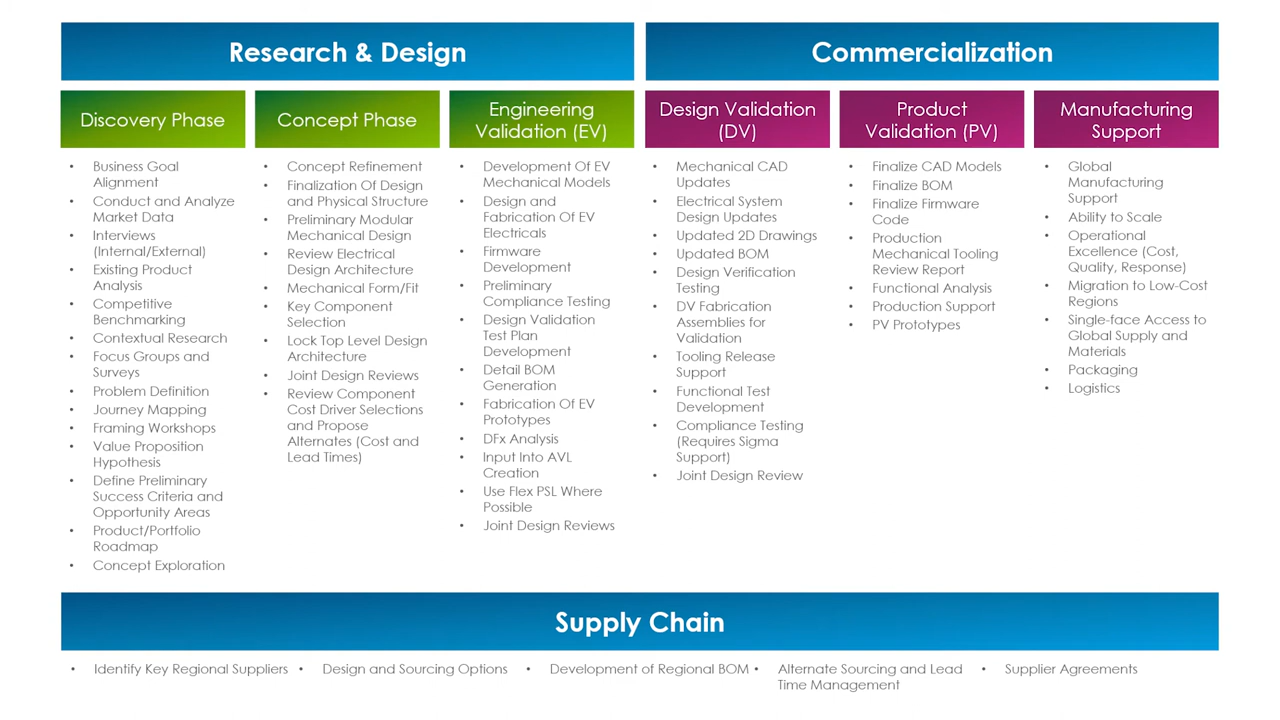 Research & Design
Commercialization
Discovery Phase
Concept Phase
Engineering
Validation (EV)
Design Validation
(DV)
Product
Validation (PV)
Manufacturing
Support
• Business Goal
Alignment
• Conduct and Analyze
Market Data
• Interviews
(Internal/External)
• Existing Product
Analysis
• Competitive
Benchmarking
• Contextual Research
• Focus Groups and
Surveys
• Problem Definition
• Journey Mapping
• Framing Workshops
• Value Proposition
Hypothesis
• Define Preliminary
Success Criteria and
Opportunity Areas
• Product/Portfolio
Roadmap
• Concept Exploration
• Concept Refinement
• Finalization Of Design
and Physical Structure
• Preliminary Modular
Mechanical Design
• Review Electrical
Design Architecture
• Mechanical Form/Fit
• Key Component
Selection
• Lock Top Level Design
Architecture
• Joint Design Reviews
• Review Component
Cost Driver Selections
and Propose
Alternates (Cost and
Lead Times)
• Development Of EV
Mechanical Models
• Design and
Fabrication Of EV
Electricals
• Firmware
Development
• Preliminary
Compliance Testing
• Design Validation
Test Plan
Development
• Detail BOM
Generation
• Fabrication Of EV
Prototypes
• DFx Analysis
• Input Into AVL
Creation
• Use Flex PSL Where
Possible
• Joint Design Reviews
• Mechanical CAD
Updates
• Electrical System
Design Updates
• Updated 2D Drawings
• Updated BOM
• Design Verification
Testing
• DV Fabrication
Assemblies for
Validation
• Tooling Release
Support
• Functional Test
Development
• Compliance Testing
(Requires Sigma
Support)
• Joint Design Review
• Finalize CAD Models
• Finalize BOM
• Finalize Firmware
Code
• Production
Mechanical Tooling
Review Report
• Functional Analysis
• Production Support
• PV Prototypes
• Global
Manufacturing
Support
• Ability to Scale
• Operational
Excellence (Cost,
Quality, Response)
• Migration to Low-Cost
Regions
• Single-face Access to
Global Supply and
Materials
• Packaging
• Logistics
Supply Chain
• Identify Key Regional Suppliers
• Design and Sourcing Options
• Development of Regional BOM
• Alternate Sourcing and Lead
Time Management
• Supplier Agreements